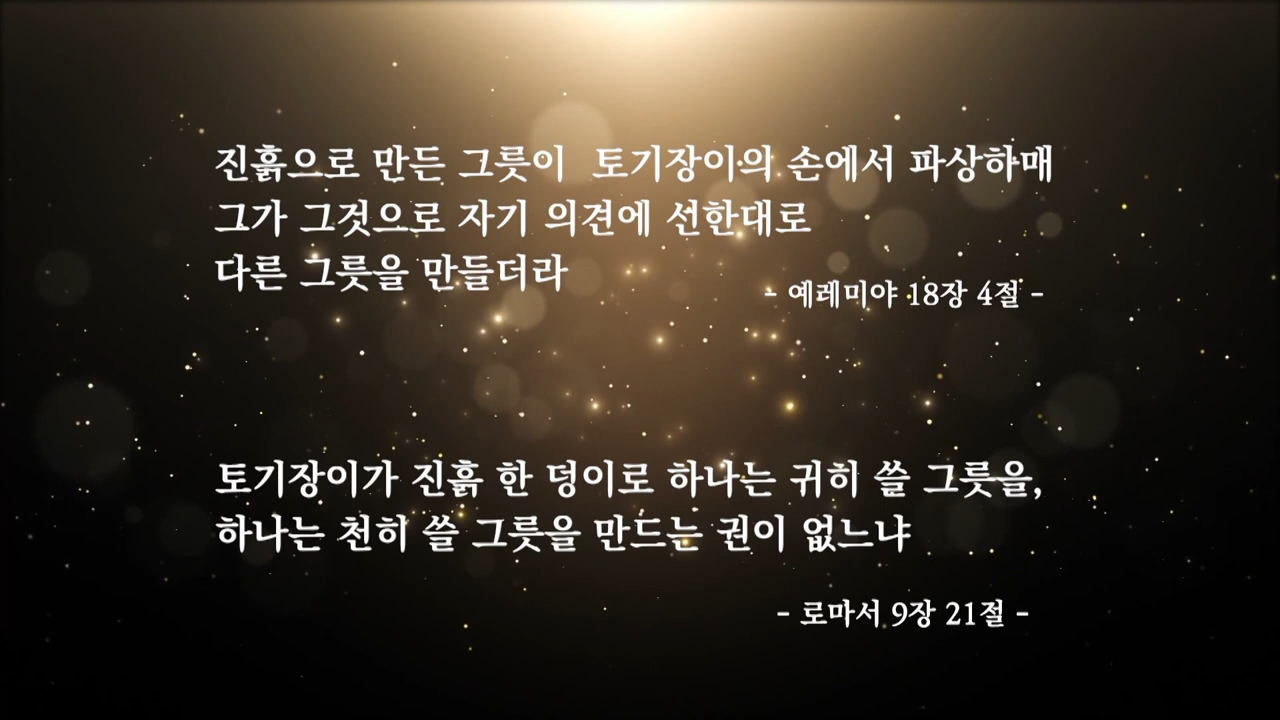 진흙으로 만든 그릇이 토기장이의 손에서 파상하매
그가 그것으로 자기 의견에 선한대로
다른 그릇을 만들더라
- 예레미야 18장 4절 -
토기장이가 진흙 한 덩이로 하나는 귀히 쓸 그릇을,
하나는 천히 쓸 그릇을 만드는 권이 없느냐
- 로마서 9장 21절 -